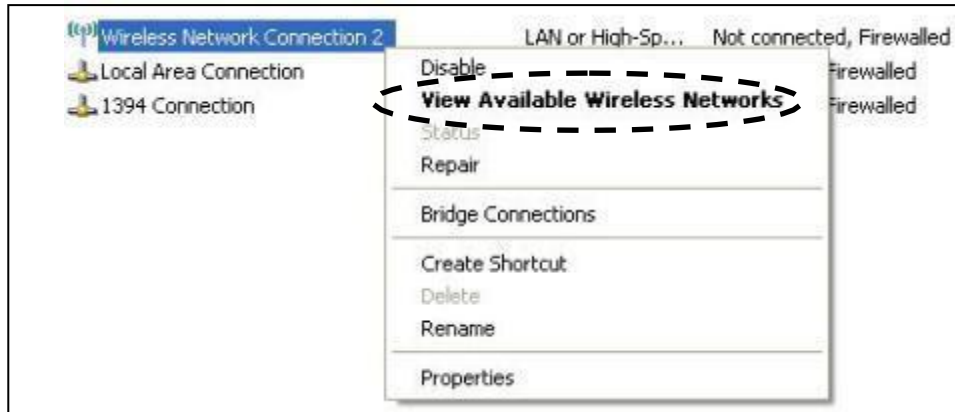 Wireless Network Connection 2 LAN or High-Sp... Not connected, Firewalled
Local Area Connection Firewalled
1394 Connection Firewalled
Disable
View Available Wireless Networks
Status
Repair
Bridge Connections
Create Shortcut
Delete
Rename
Properties